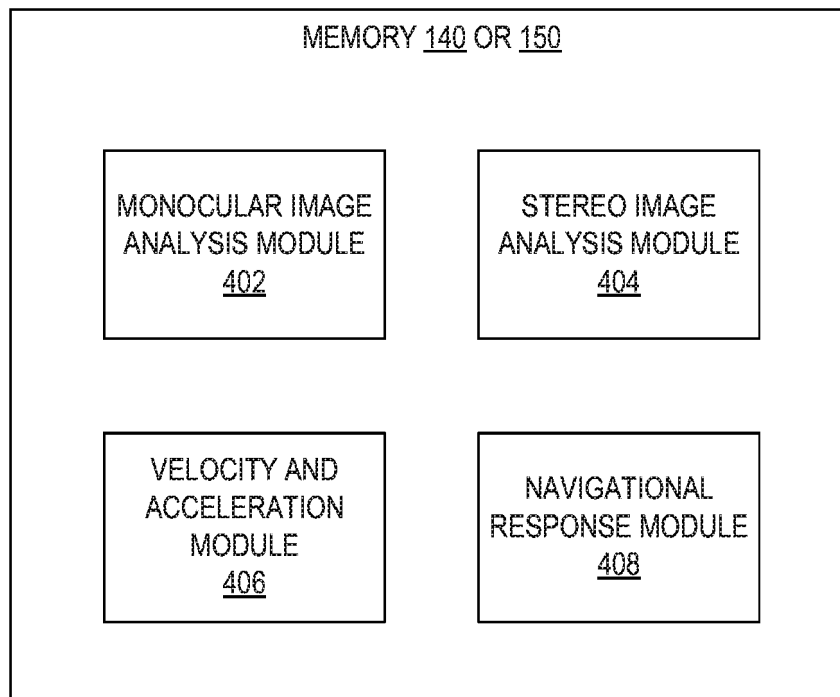 MEMORY 140 OR 150
MONOCULAR IMAGE
ANALYSIS MODULE
402
STEREO IMAGE
ANALYSIS MODULE
404
VELOCITY AND
ACCELERATION
MODULE
406
NAVIGATIONAL
RESPONSE MODULE
408